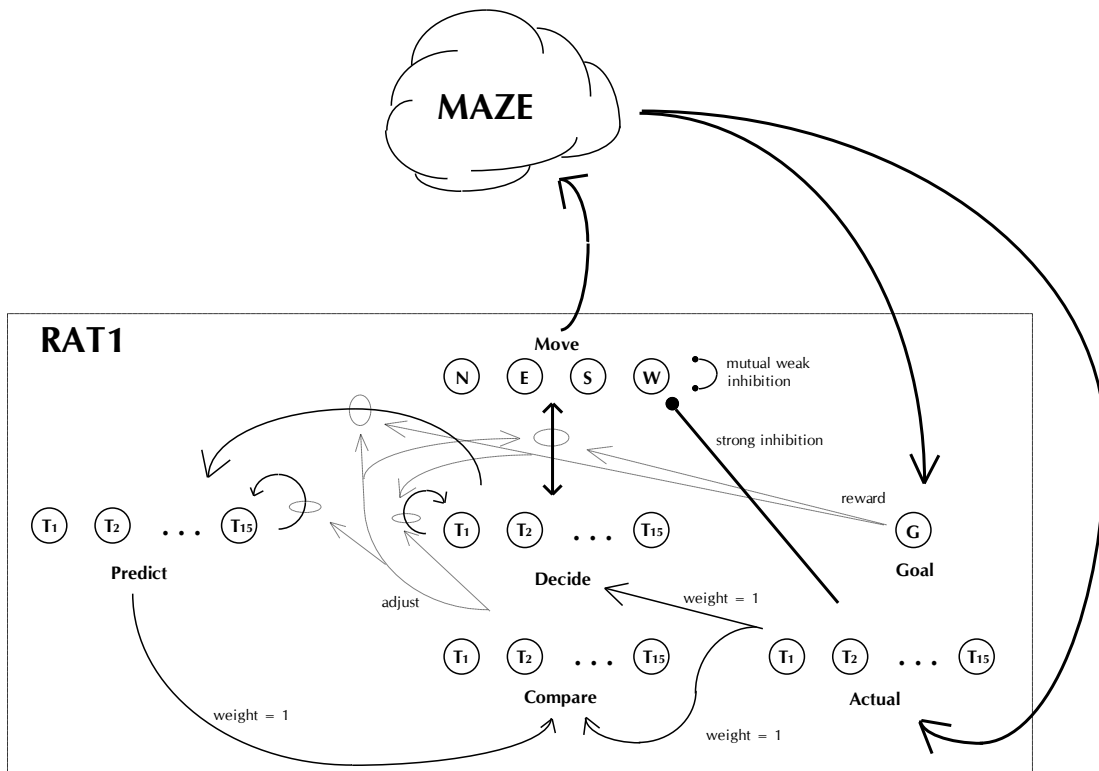 MAZE
RAT1
Move
N E S W
mutual weak
inhibition
strong inhibition
reward
T1 T2 . . . T15
Predict
T1 T2 . . . T15
Decide
G
Goal
adjust
weight = 1
T1 T2 . . . T15
Compare
T1 T2 . . . T15
Actual
weight = 1
weight = 1